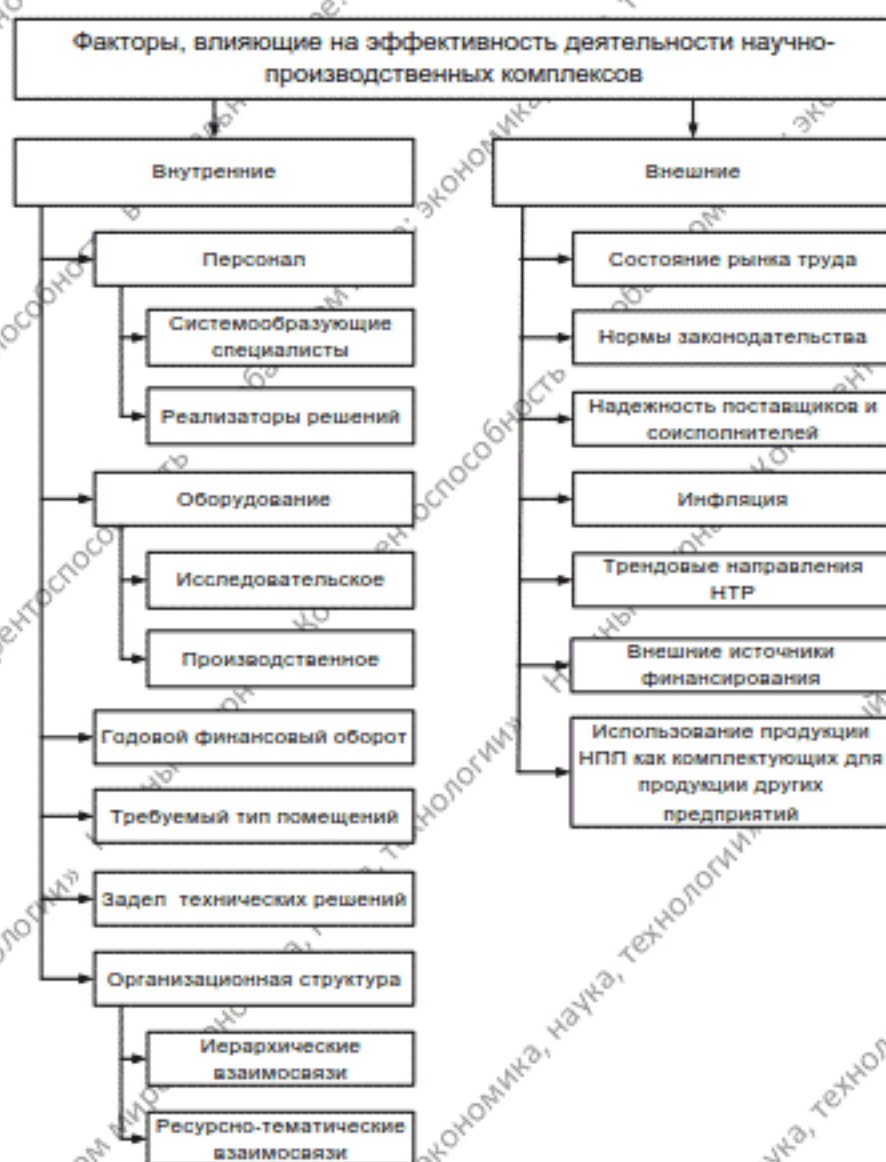 Факторы, влияющие на эффективность деятельности научно-
производственных комплексов
Внутренние
Персонал
Системообразующие
специалисты
Реализаторы решений
Оборудование
Исследовательское
Производственное
Годовой финансовый оборот
Требуемый тип помещений
Задел технических решений
Организационная структура
Иерархические
взаимосвязи
Ресурсно-тематические
взаимосвязи
Внешние
Состояние рынка труда
Нормы законодательства
Надежность поставщиков и
соисполнителей
Инфляция
Трендовые направления
НТР
Внешние источники
финансирования
Использование продукции
НПП как комплектующих для
продукции других
предприятий